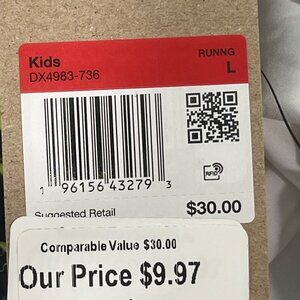 Kids
RUNNG
DX4983-736
L
1 96156 43279 3
RFID
Suggested Retail
$30.00
Comparable Value $30.00
Our Price $9.97